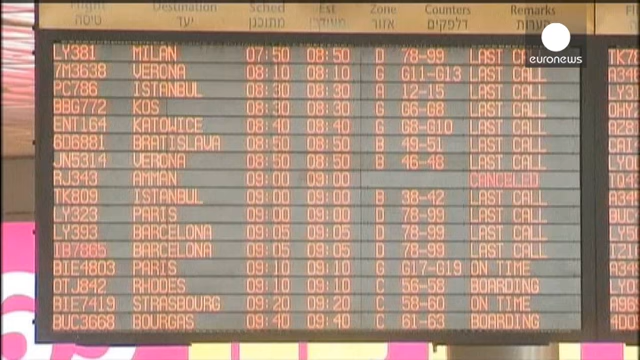 Flight Destination Sched Est Zone Counters Remarks
טיסה יעד מתוכנן מעודכן אזור דלפקים הערות
euronews
LY381 MILAN 07:50 08:50 D 78-99 LAST CALL
7M3638 VERONA 08:10 08:10 G G11-G13 LAST CALL
PC786 ISTANBUL 08:30 08:30 A 12-15 LAST CALL
BBG772 KOS 08:30 08:30 G G6-G8 LAST CALL
ENT164 KATOWICE 08:40 08:40 G G8-G10 LAST CALL
6D6881 BRATISLAVA 08:50 08:50 B 49-51 LAST CALL
JN5314 VERONA 08:50 08:50 B 46-48 LAST CALL
RJ343 AMMAN 09:00 09:00 CANCELED
TK809 ISTANBUL 09:00 09:00 B 38-42 LAST CALL
LY323 PARIS 09:00 09:00 D 78-99 LAST CALL
LY393 BARCELONA 09:05 09:05 D 78-99 LAST CALL
IB7865 BARCELONA 09:05 09:05 D 78-99 LAST CALL
BIE4803 PARIS 09:10 09:10 G G17-G19 ON TIME
OTJ842 RHODES 09:10 09:10 C 56-58 BOARDING
BIE7419 STRASBOURG 09:20 09:20 C 58-60 ON TIME
BUC3668 BOURGAS 09:40 09:40 C 61-63 BOARDING